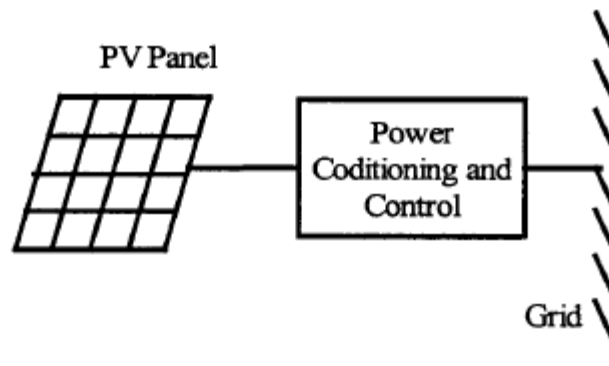 PV Panel
Power
Coditioning and
Control
Grid